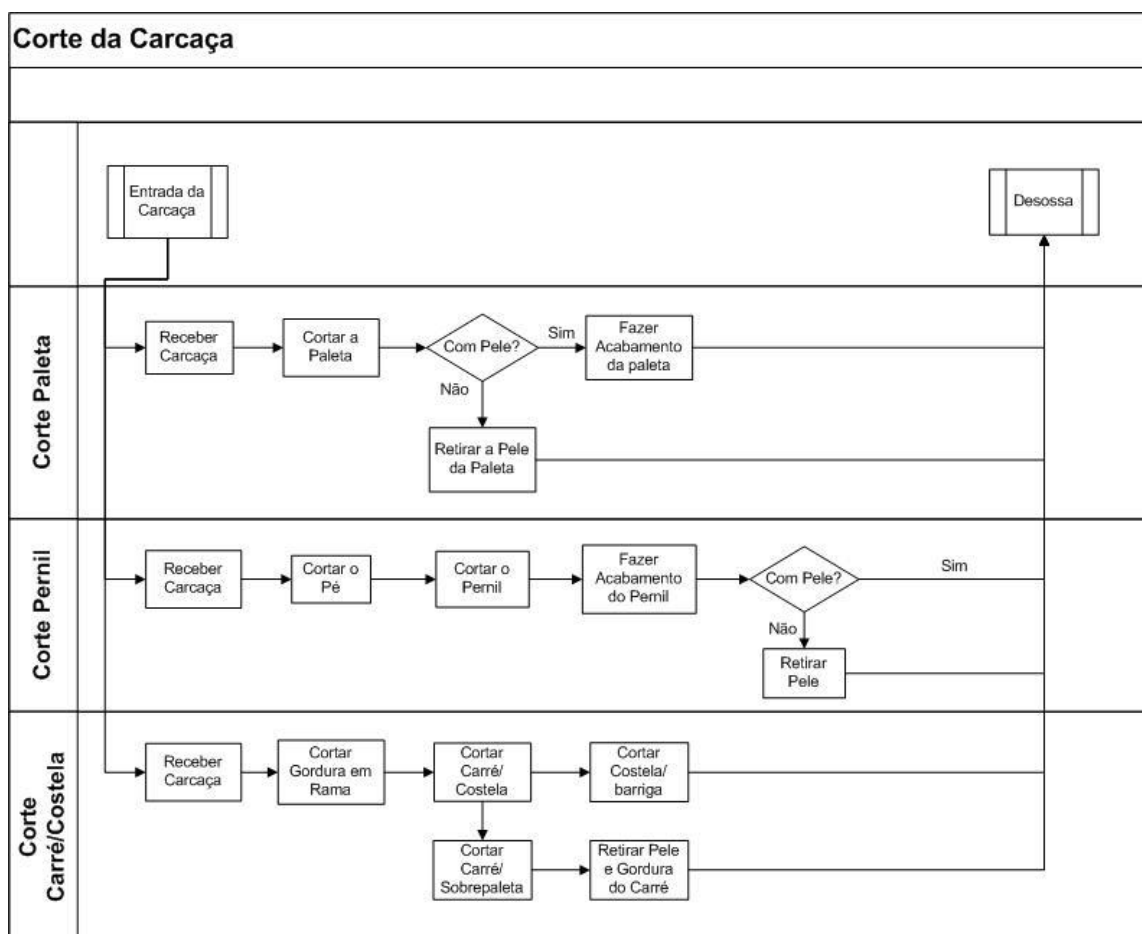 Corte da Carcaça
Entrada da
Carcaça
Desossa
Corte Paleta
Receber
Carcaça
Cortar a
Paleta
Com Pele?
Sim
Não
Fazer
Acabamento
da paleta
Retirar a Pele
da Paleta
Corte Pernil
Receber
Carcaça
Cortar o
Pé
Cortar o
Pernil
Fazer
Acabamento
do Pernil
Com Pele?
Sim
Não
Retirar
Pele
Corte
Carré/Costela
Receber
Carcaça
Cortar
Gordura em
Rama
Cortar
Carré/
Costela
Cortar
Costela/
barriga
Cortar
Carré/
Sobrepaleta
Retirar Pele
e Gordura
do Carré